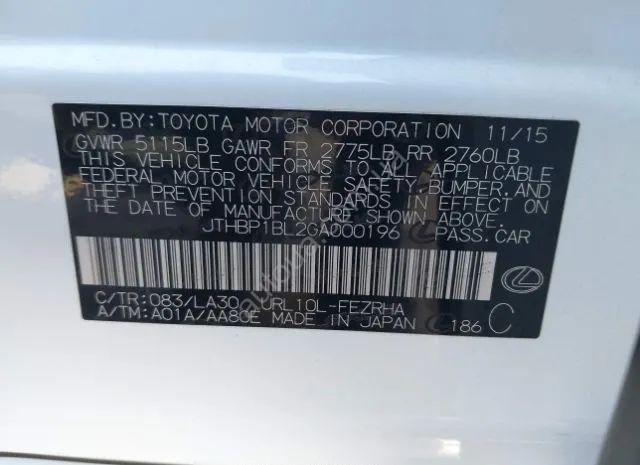 MFD.BY:TOYOTA MOTOR CORPORATION 11/15
GVWR 5115LB GAWR FR 2775LB RR 2760LB
THIS VEHICLE CONFORMS TO ALL APPLICABLE
FEDERAL MOTOR VEHICLE SAFETY, BUMPER, AND
THEFT PREVENTION STANDARDS IN EFFECT ON
THE DATE OF MANUFACTURE SHOWN ABOVE.
JTHBP1BL2GA000196 PASS.CAR
C/TR:083/LA30 URL10L-FEZRHA
A/TM:A01A/AA80E MADE IN JAPAN 186 C